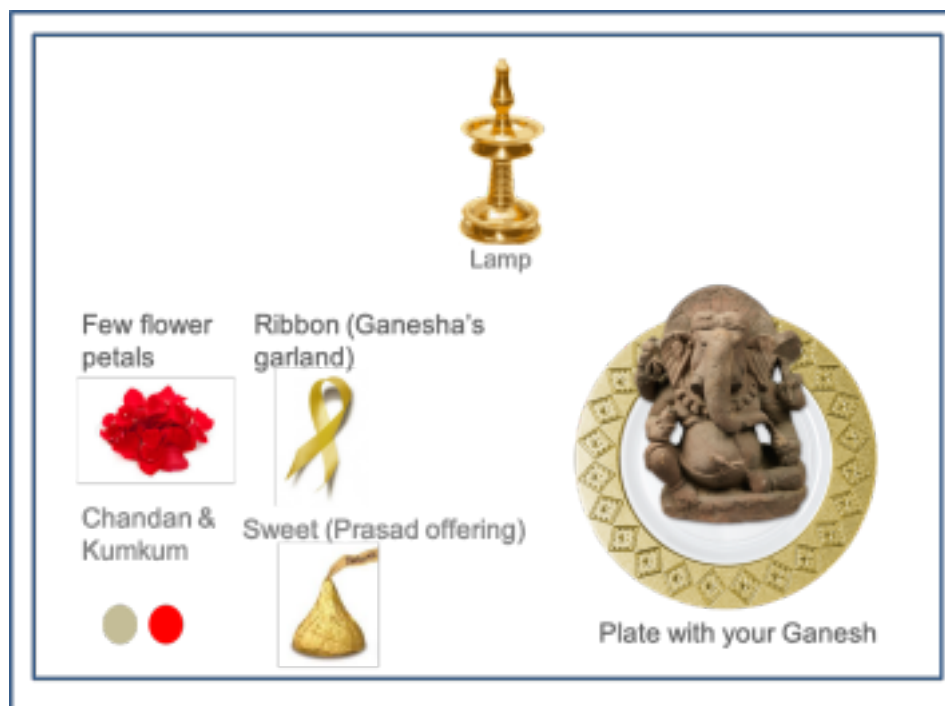 Lamp
Few flower
petals
Ribbon (Ganesha's
garland)
Chandan &
Kumkum
Sweet (Prasad offering)
Plate with your Ganesh